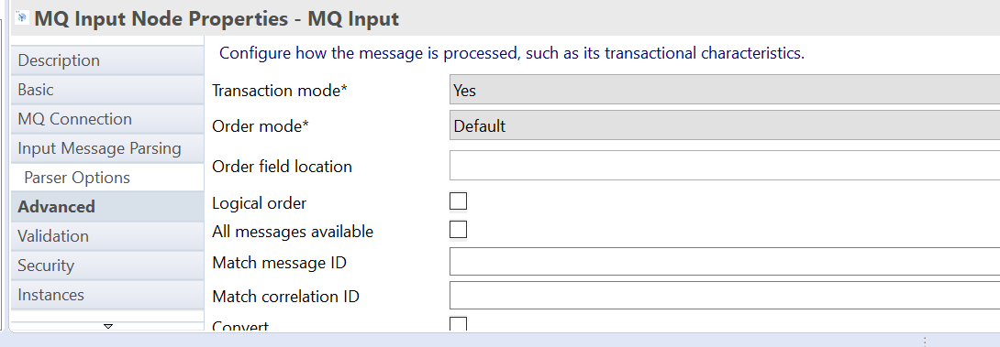 MQ Input Node Properties - MQ Input
Description
Basic
MQ Connection
Input Message Parsing
Parser Options
Advanced
Validation
Security
Instances
Configure how the message is processed, such as its transactional characteristics.
Transaction mode* Yes
Order mode* Default
Order field location
Logical order
All messages available
Match message ID
Match correlation ID
Convert